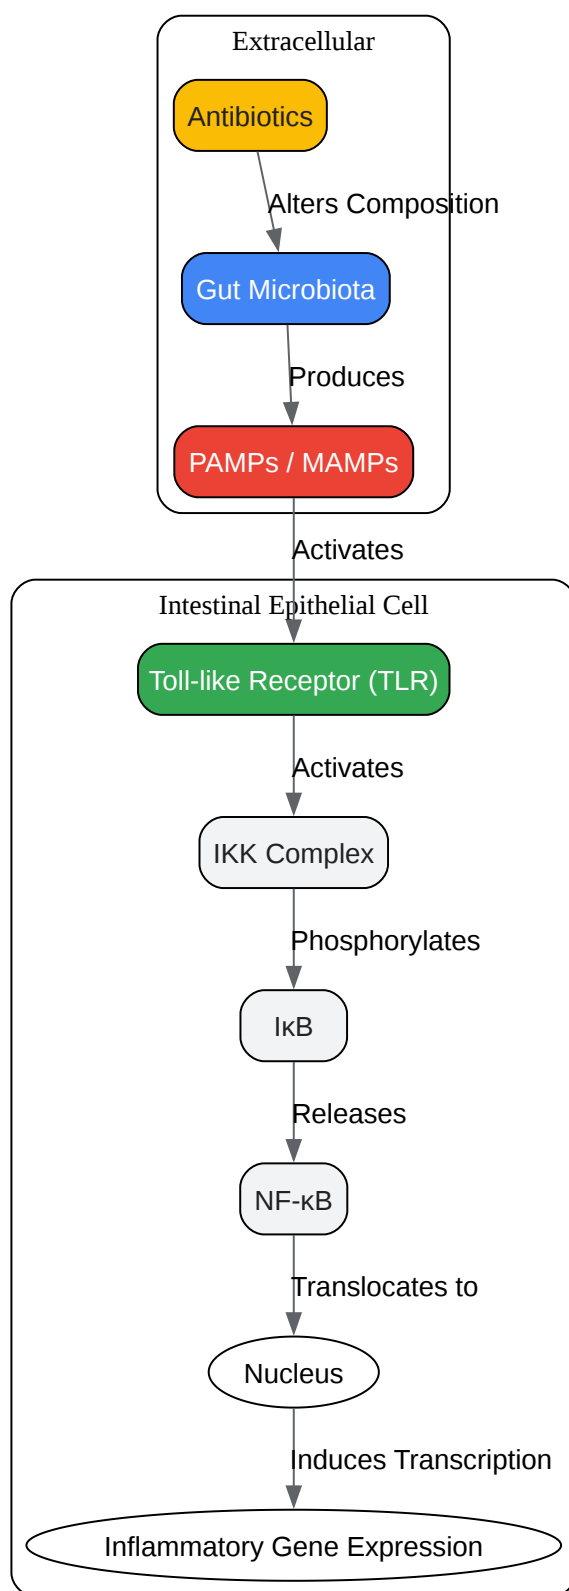 Extracellular
Antibiotics
Alters Composition
Gut Microbiota
Produces
PAMPs / MAMPs
Activates
Intestinal Epithelial Cell
Toll-like Receptor (TLR)
Activates
IKK Complex
Phosphorylates
IκB
Releases
NF-κB
Translocates to
Nucleus
Induces Transcription
Inflammatory Gene Expression